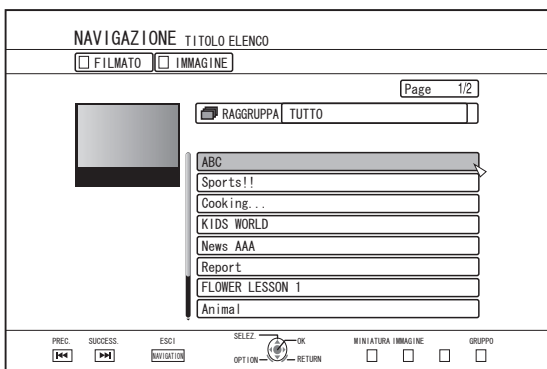 NAVIGAZIONE TITOLO ELENCO
FILMATO IMMAGINE
Page 1/2
RAGGRUPPA TUTTO
ABC
Sports!!
Cooking...
KIDS WORLD
News AAA
Report
FLOWER LESSON 1
Animal
PREC. SUCCESS. ESCI SELEZ. OK MINIATURA IMMAGINE GRUPPO
NAVIGATION OPTION RETURN